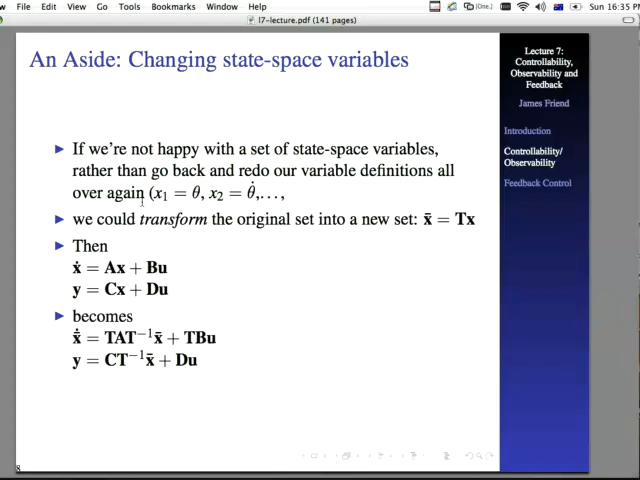 w File Edit View Go Tools Bookmarks Window Help (One.) Sun 16:35 PM
l7-lecture.pdf (141 pages)
An Aside: Changing state-space variables
▶ If we're not happy with a set of state-space variables,
rather than go back and redo our variable definitions all
over again (x₁ = θ, x₂ = θ̇,…,
▶ we could transform the original set into a new set: x̄ = Tx
▶ Then
ẋ = Ax + Bu
y = Cx + Du
▶ becomes
x̄̇ = TAT⁻¹x̄ + TBu
y = CT⁻¹x̄ + Du
Lecture 7:
Controllability,
Observability and
Feedback
James Friend
Introduction
Controllability/
Observability
Feedback Control
8